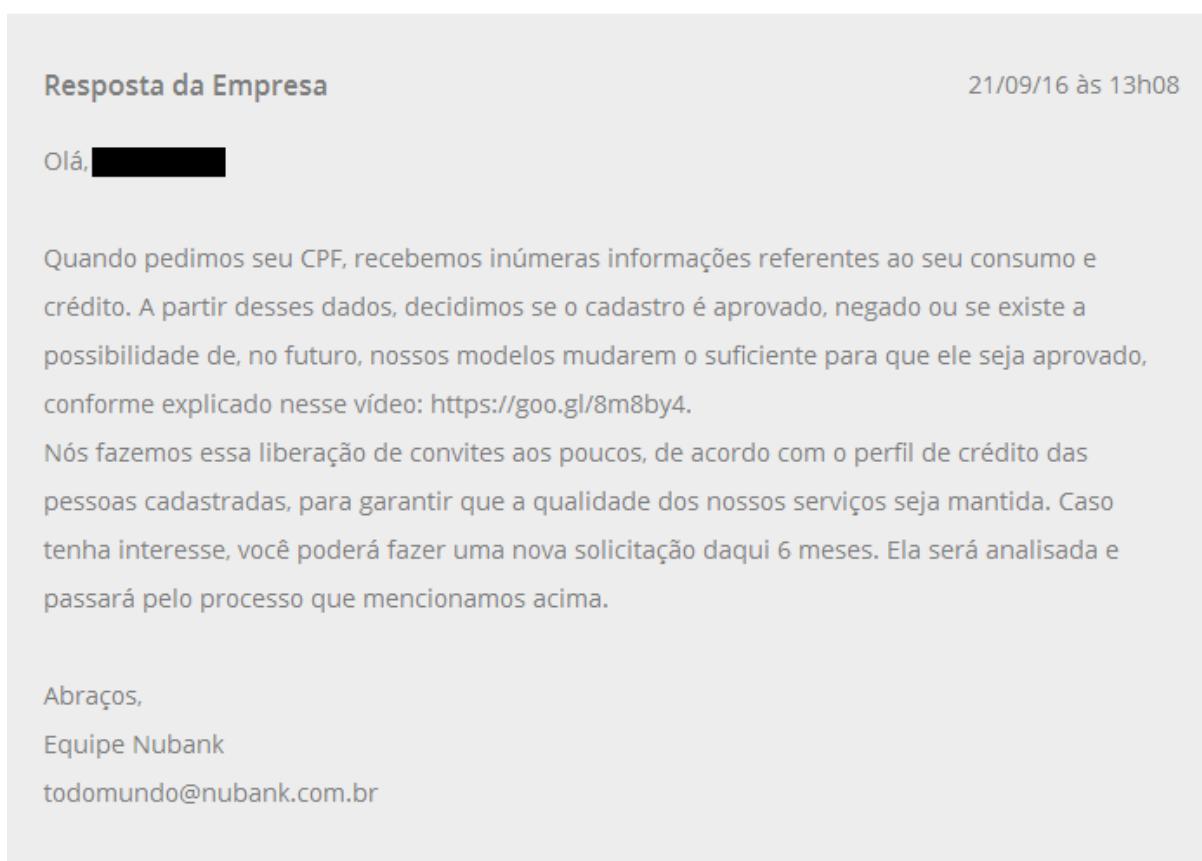 Resposta da Empresa
21/09/16 às 13h08
Olá,
Quando pedimos seu CPF, recebemos inúmeras informações referentes ao seu consumo e
crédito. A partir desses dados, decidimos se o cadastro é aprovado, negado ou se existe a
possibilidade de, no futuro, nossos modelos mudarem o suficiente para que ele seja aprovado,
conforme explicado nesse vídeo: https://goo.gl/8m8by4.
Nós fazemos essa liberação de convites aos poucos, de acordo com o perfil de crédito das
pessoas cadastradas, para garantir que a qualidade dos nossos serviços seja mantida. Caso
tenha interesse, você poderá fazer uma nova solicitação daqui 6 meses. Ela será analisada e
passará pelo processo que mencionamos acima.
Abraços,
Equipe Nubank
todomundo@nubank.com.br